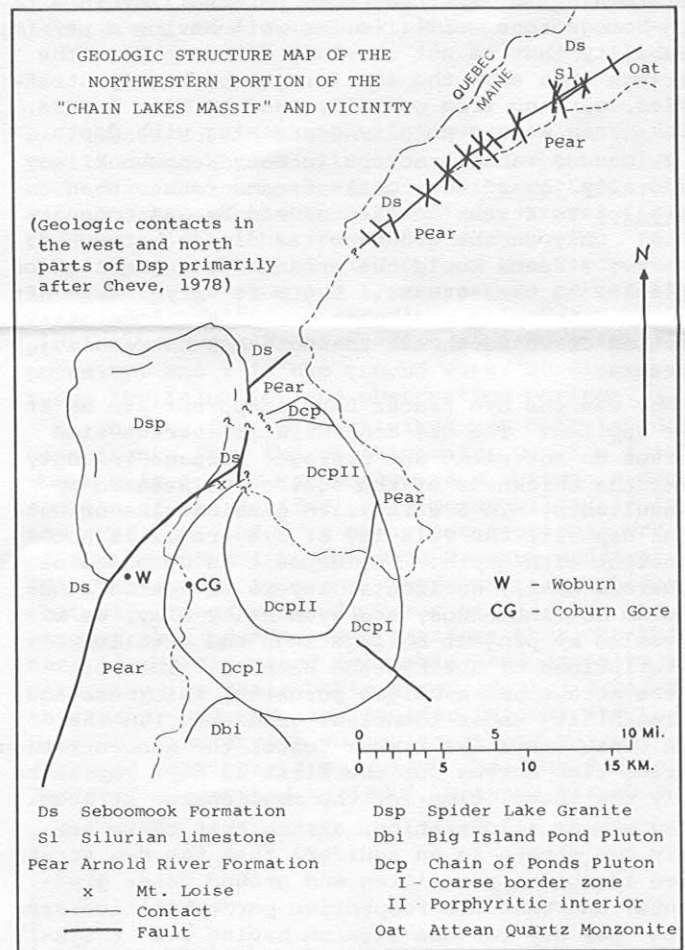 GEOLOGIC STRUCTURE MAP OF THE
NORTHWESTERN PORTION OF THE
"CHAIN LAKES MASSIF" AND VICINITY
QUEBEC
MAINE
Ds
Sl
Oat
Pear
Ds
Pear
(Geologic contacts in
the west and north
parts of Dsp primarily
after Cheve, 1978)
N
Ds
Pear
Dsp
Dcp
? ?
?
Ds
DcpII
Pear
x
?
Ds
W
CG
DcpII
DcpI
W - Woburn
CG - Coburn Gore
Pear
DcpI
Dbi
0 5 10 Mi.
5 10 15 KM.
Ds Seboomook Formation
Sl Silurian limestone
Pear Arnold River Formation
x Mt. Loise
Contact
Fault
Dsp Spider Lake Granite
Dbi Big Island Pond Pluton
Dcp Chain of Ponds Pluton
I Coarse border zone
II Porphyritic interior
Oat Attean Quartz Monzonite